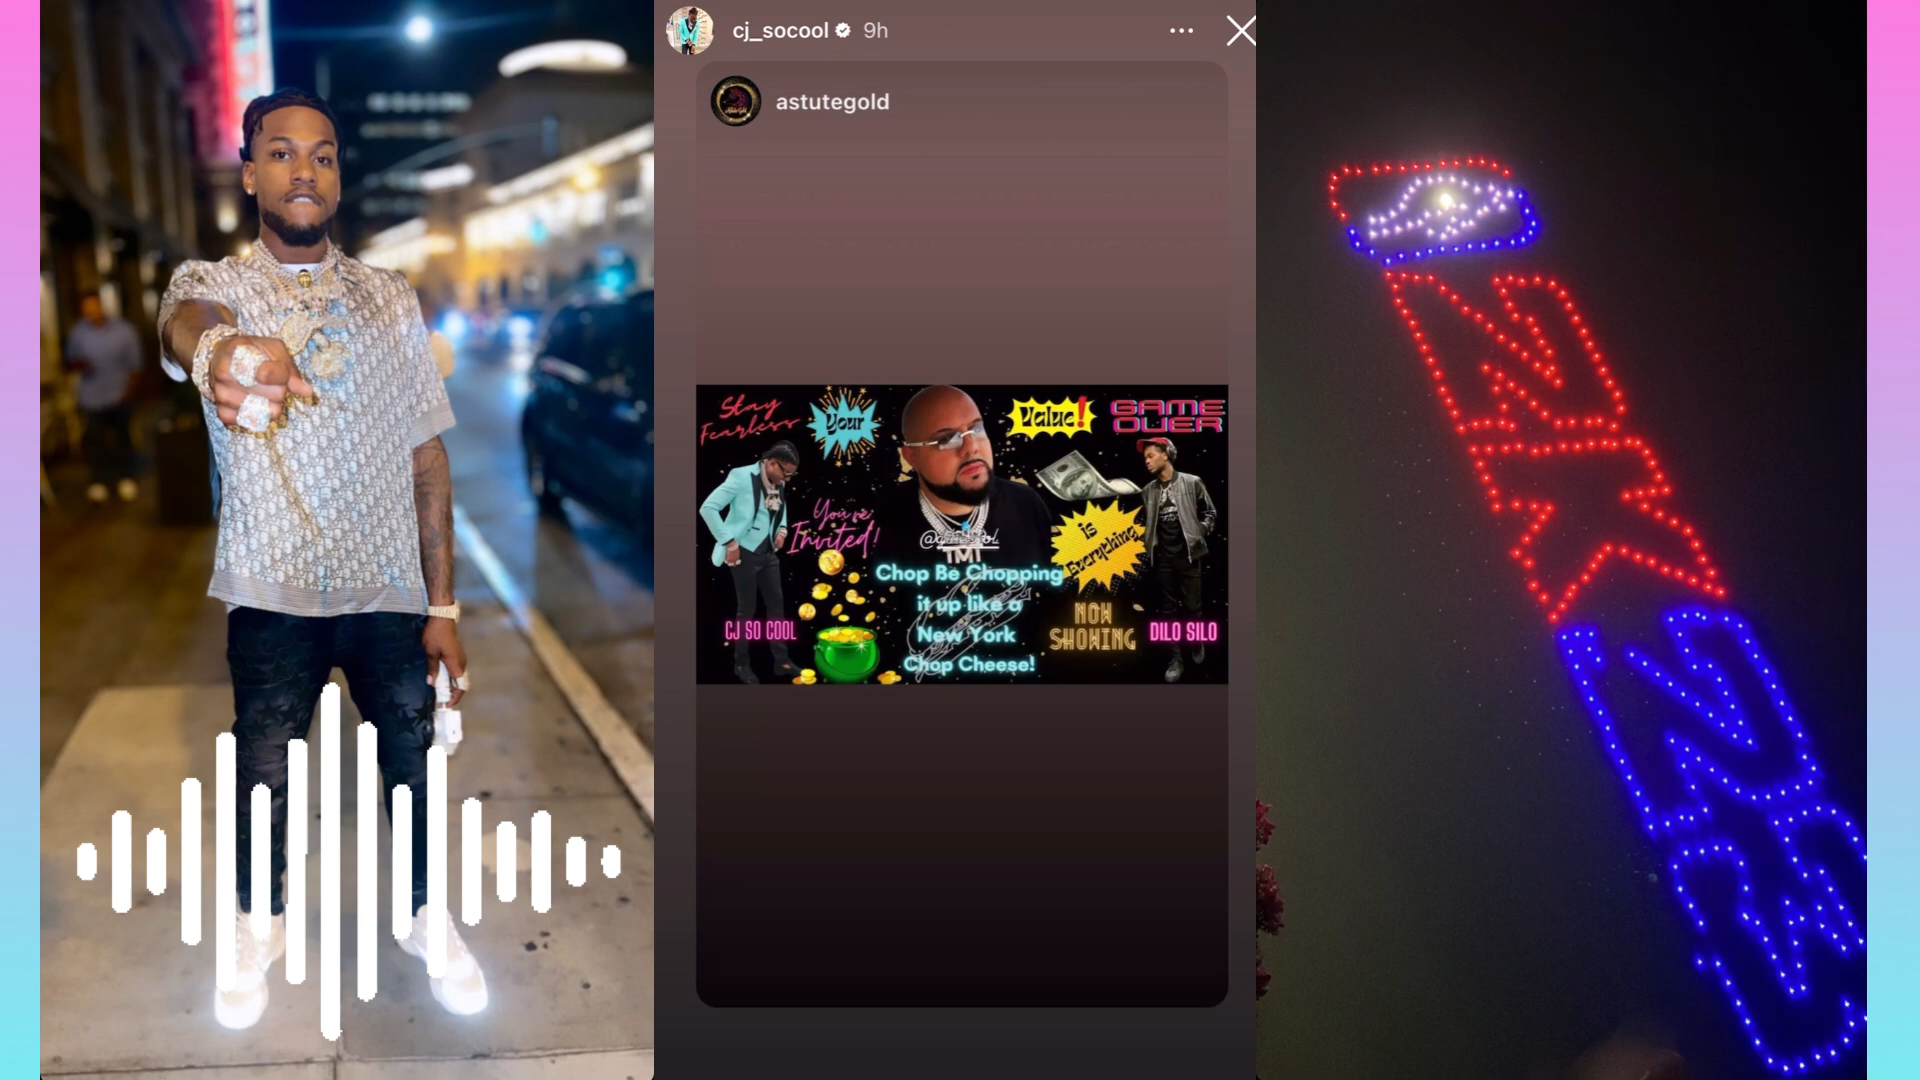 cj_socool 9h
astutegold
Stay
Fearless
Your
Value!
GAME
OVER
You're
Invited!
is
Everything
TMT
Chop Be Chopping
it up like a
New York
Chop Cheese!
CJ SO COOL
NOW
SHOWING
DILO SILO